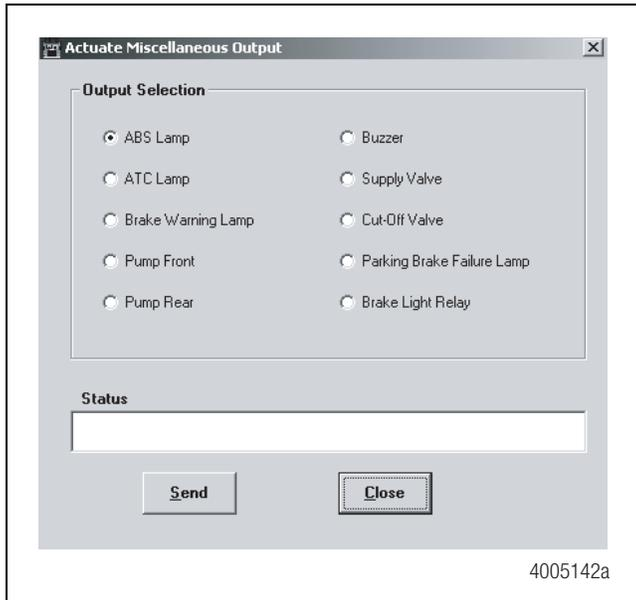 Actuate Miscellaneous Output
Output Selection
ABS Lamp
ATC Lamp
Brake Warning Lamp
Pump Front
Pump Rear
Buzzer
Supply Valve
Cut-Off Valve
Parking Brake Failure Lamp
Brake Light Relay
Status
Send
Close
4005142a